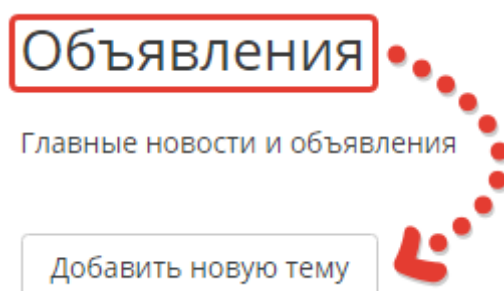 Объявления
Главные новости и объявления
Добавить новую тему